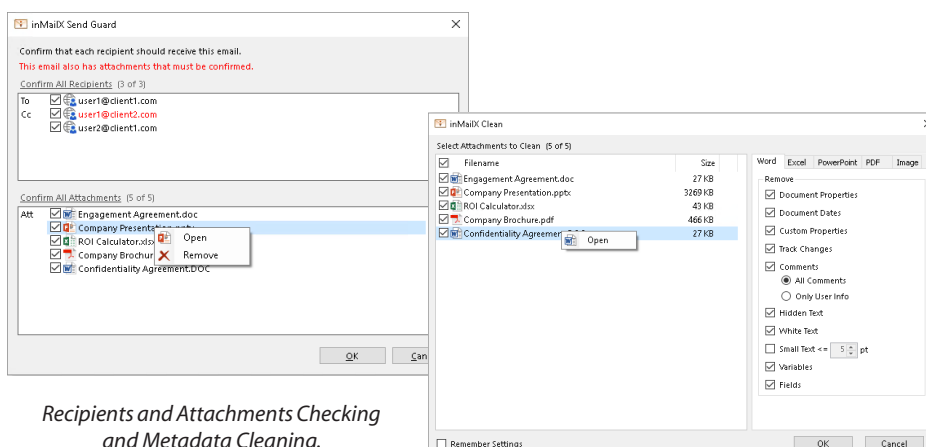 inMailX Send Guard
Confirm that each recipient should receive this email.
This email also has attachments that must be confirmed.
Confirm All Recipients (3 of 3)
To user1@client1.com
Cc user1@client2.com
user2@client1.com
Confirm All Attachments (5 of 5)
Att Engagement Agreement.doc
Company Presentation.pptx
ROI Calculator.xlsx
Company Brochur
Confidentiality Agreement.DOC
Open
Remove
OK Can
Recipients and Attachments Checking
and Metadata Cleaning.
inMailX Clean
Select Attachments to Clean (5 of 5)
Filename Size
Engagement Agreement.doc 27 KB
Company Presentation.pptx 3269 KB
ROI Calculator.xlsx 43 KB
Company Brochure.pdf 466 KB
Confidentiality Agreement 27 KB
Open
Word Excel PowerPoint PDF Image
Remove
Document Properties
Document Dates
Custom Properties
Track Changes
Comments
All Comments
Only User Info
Hidden Text
White Text
Small Text <= 5 pt
Variables
Fields
Remember Settings
OK Cancel